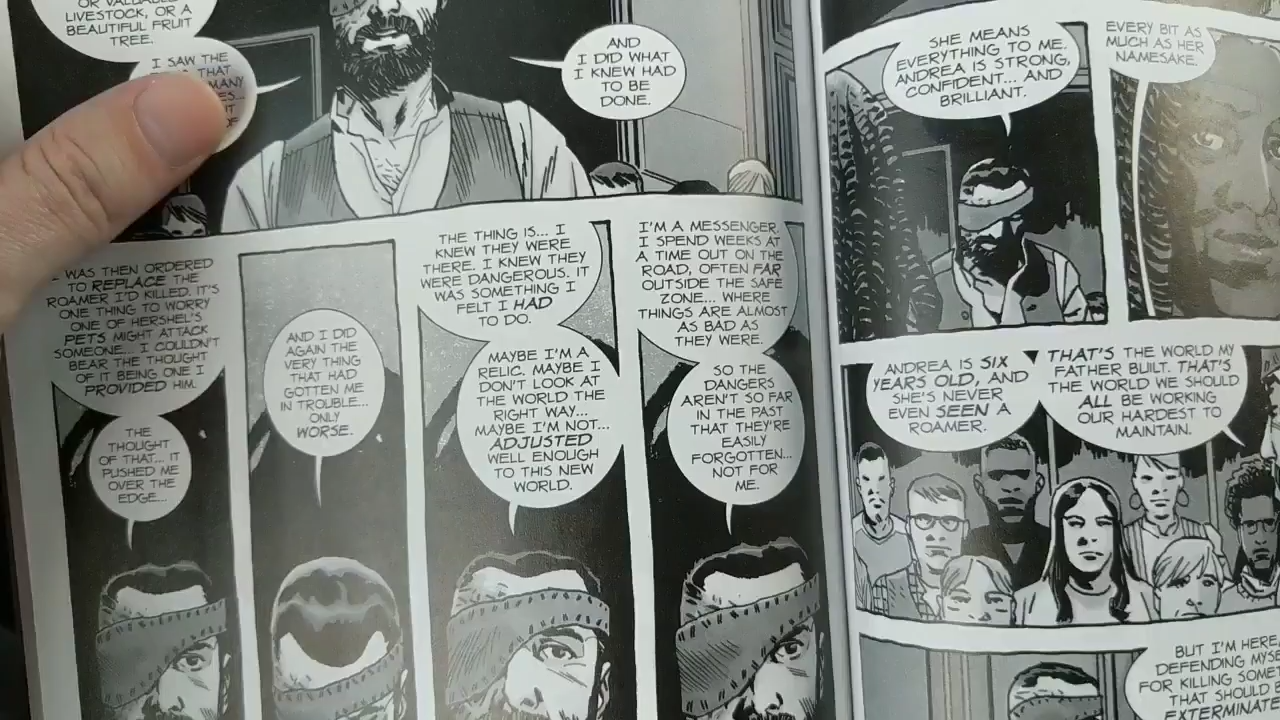 OR VALUABLE
LIVESTOCK, OR A
BEAUTIFUL FRUIT
TREE.
I SAW THE
THAT
MANY
AND
I DID WHAT
I KNEW HAD
TO BE
DONE.
I WAS THEN ORDERED
TO REPLACE THE
ROAMER I'D KILLED. IT'S
ONE THING TO WORRY
ONE OF HERSHEL'S
PETS MIGHT ATTACK
SOMEONE... I COULDN'T
BEAR THE THOUGHT
OF IT BEING ONE I
PROVIDED HIM.
THE
THOUGHT
OF THAT... IT
PUSHED ME
OVER THE
EDGE...
AND I DID
AGAIN THE
VERY THING
THAT HAD
GOTTEN ME
IN TROUBLE...
ONLY
WORSE.
THE THING IS... I
KNEW THEY WERE
THERE. I KNEW THEY
WERE DANGEROUS. IT
WAS SOMETHING I
FELT I HAD
TO DO.
MAYBE I'M A
RELIC. MAYBE I
DON'T LOOK AT
THE WORLD THE
RIGHT WAY...
MAYBE I'M NOT...
ADJUSTED
WELL ENOUGH
TO THIS NEW
WORLD.
I'M A MESSENGER.
I SPEND WEEKS AT
A TIME OUT ON THE
ROAD, OFTEN FAR
OUTSIDE THE SAFE
ZONE... WHERE
THINGS ARE ALMOST
AS BAD AS
THEY WERE.
SO THE
DANGERS
AREN'T SO FAR
IN THE PAST
THAT THEY'RE
EASILY
FORGOTTEN...
NOT FOR
ME.
SHE MEANS
EVERYTHING TO ME.
ANDREA IS STRONG,
CONFIDENT... AND
BRILLIANT.
EVERY BIT AS
MUCH AS HER
NAMESAKE.
ANDREA IS SIX
YEARS OLD, AND
SHE'S NEVER
EVEN SEEN A
ROAMER.
THAT'S THE WORLD MY
FATHER BUILT. THAT'S
THE WORLD WE SHOULD
ALL BE WORKING
OUR HARDEST TO
MAINTAIN.
BUT I'M HERE
DEFENDING
FOR KILLING
THAT SHOULD